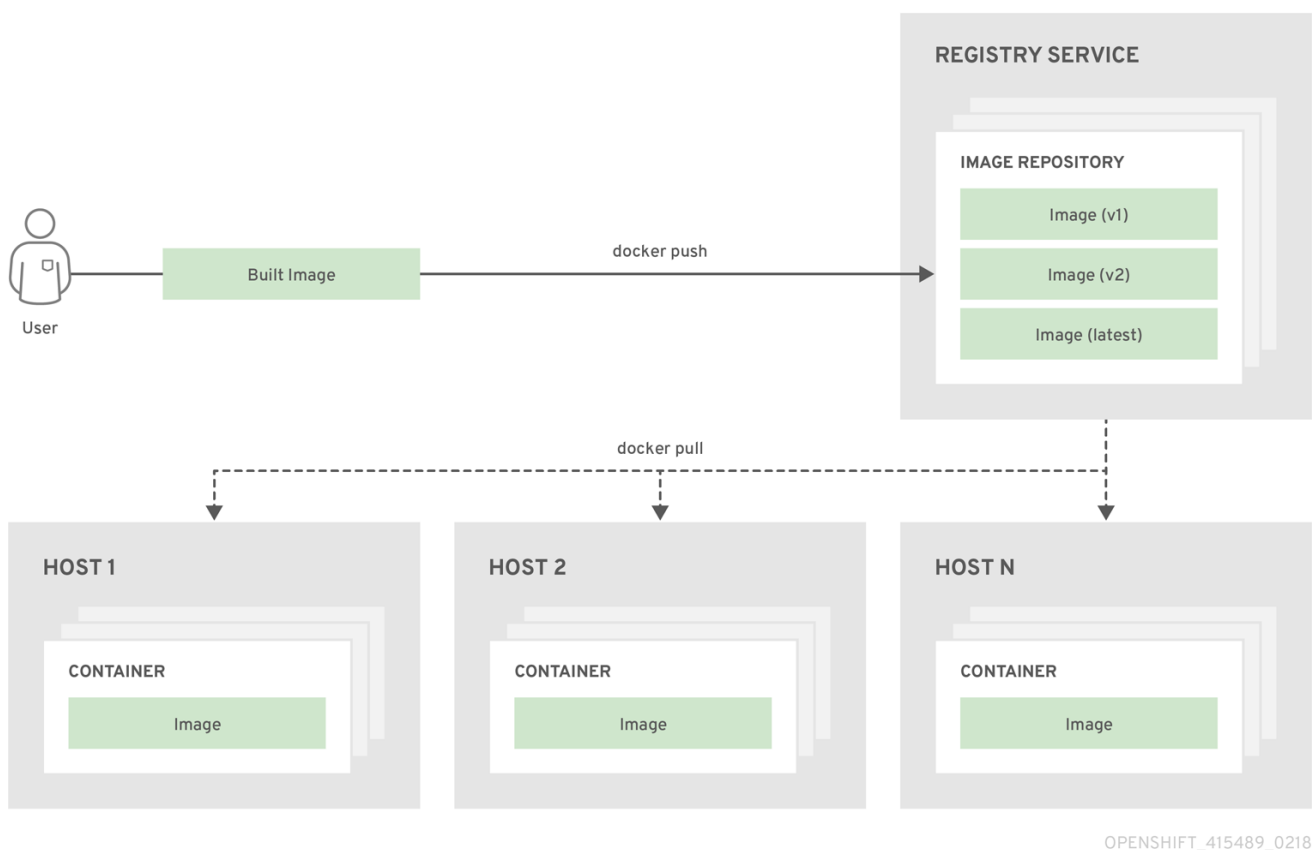 REGISTRY SERVICE
IMAGE REPOSITORY
Image (v1)
Image (v2)
Image (latest)
User
Built Image
docker push
docker pull
HOST 1
CONTAINER
Image
HOST 2
CONTAINER
Image
HOST N
CONTAINER
Image
OPENSHIFT_415489_0218